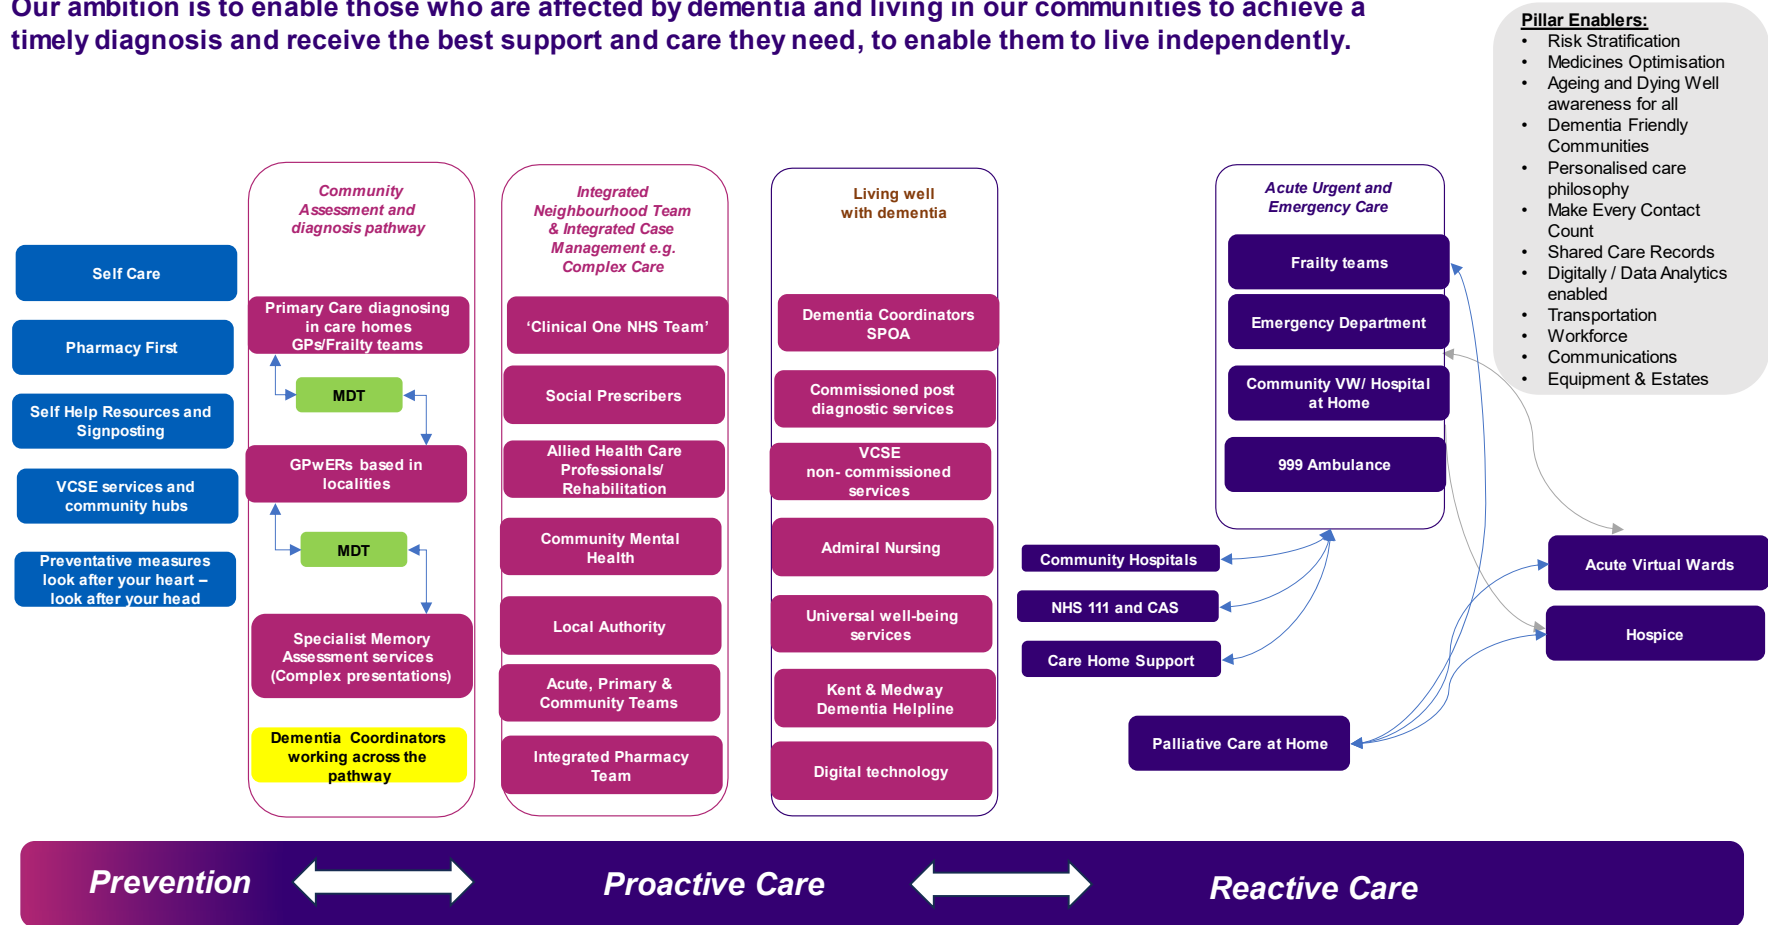 Our ambition is to enable those who are affected by dementia and living in our communities to achieve a
timely diagnosis and receive the best support and care they need, to enable them to live independently.
Pillar Enablers:
• Risk Stratification
• Medicines Optimisation
• Ageing and Dying Well
awareness for all
• Dementia Friendly
Communities
• Personalised care
philosophy
• Make Every Contact
Count
• Shared Care Records
• Digitally / Data Analytics
enabled
• Transportation
• Workforce
• Communications
• Equipment & Estates
Self Care
Pharmacy First
Self Help Resources and
Signposting
VCSE services and
community hubs
Preventative measures
look after your heart –
look after your head
Community
Assessment and
diagnosis pathway
Primary Care diagnosing
in care homes
GPs/Frailty teams
MDT
GPwERs based in
localities
MDT
Specialist Memory
Assessment services
(Complex presentations)
Dementia Coordinators
working across the
pathway
Integrated
Neighbourhood Team
& Integrated Case
Management e.g.
Complex Care
‘Clinical One NHS Team’
Social Prescribers
Allied Health Care
Professionals/
Rehabilitation
Community Mental
Health
Local Authority
Acute, Primary &
Community Teams
Integrated Pharmacy
Team
Living well
with dementia
Dementia Coordinators
SPOA
Commissioned post
diagnostic services
VCSE
non- commissioned
services
Admiral Nursing
Universal well-being
services
Kent & Medway
Dementia Helpline
Digital technology
Acute Urgent and
Emergency Care
Frailty teams
Emergency Department
Community VW/ Hospital
at Home
999 Ambulance
Community Hospitals
NHS 111 and CAS
Care Home Support
Palliative Care at Home
Acute Virtual Wards
Hospice
Prevention
Proactive Care
Reactive Care